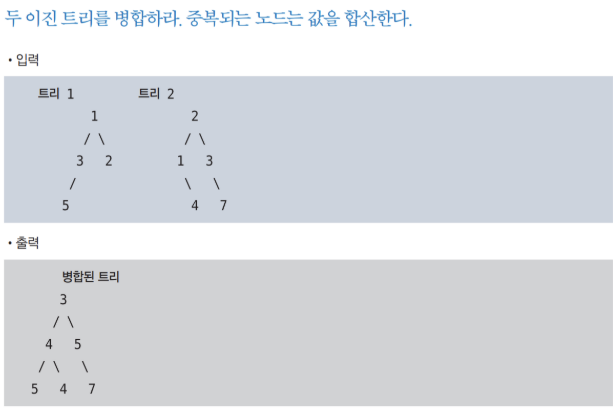 두 이진 트리를 병합하라. 중복되는 노드는 값을 합산한다.
• 입력
트리 1 트리 2
1 2
/ \ / \
3 2 1 3
/ \ \
5 4 7
• 출력
병합된 트리
3
/ \
4 5
/ \ \
5 4 7